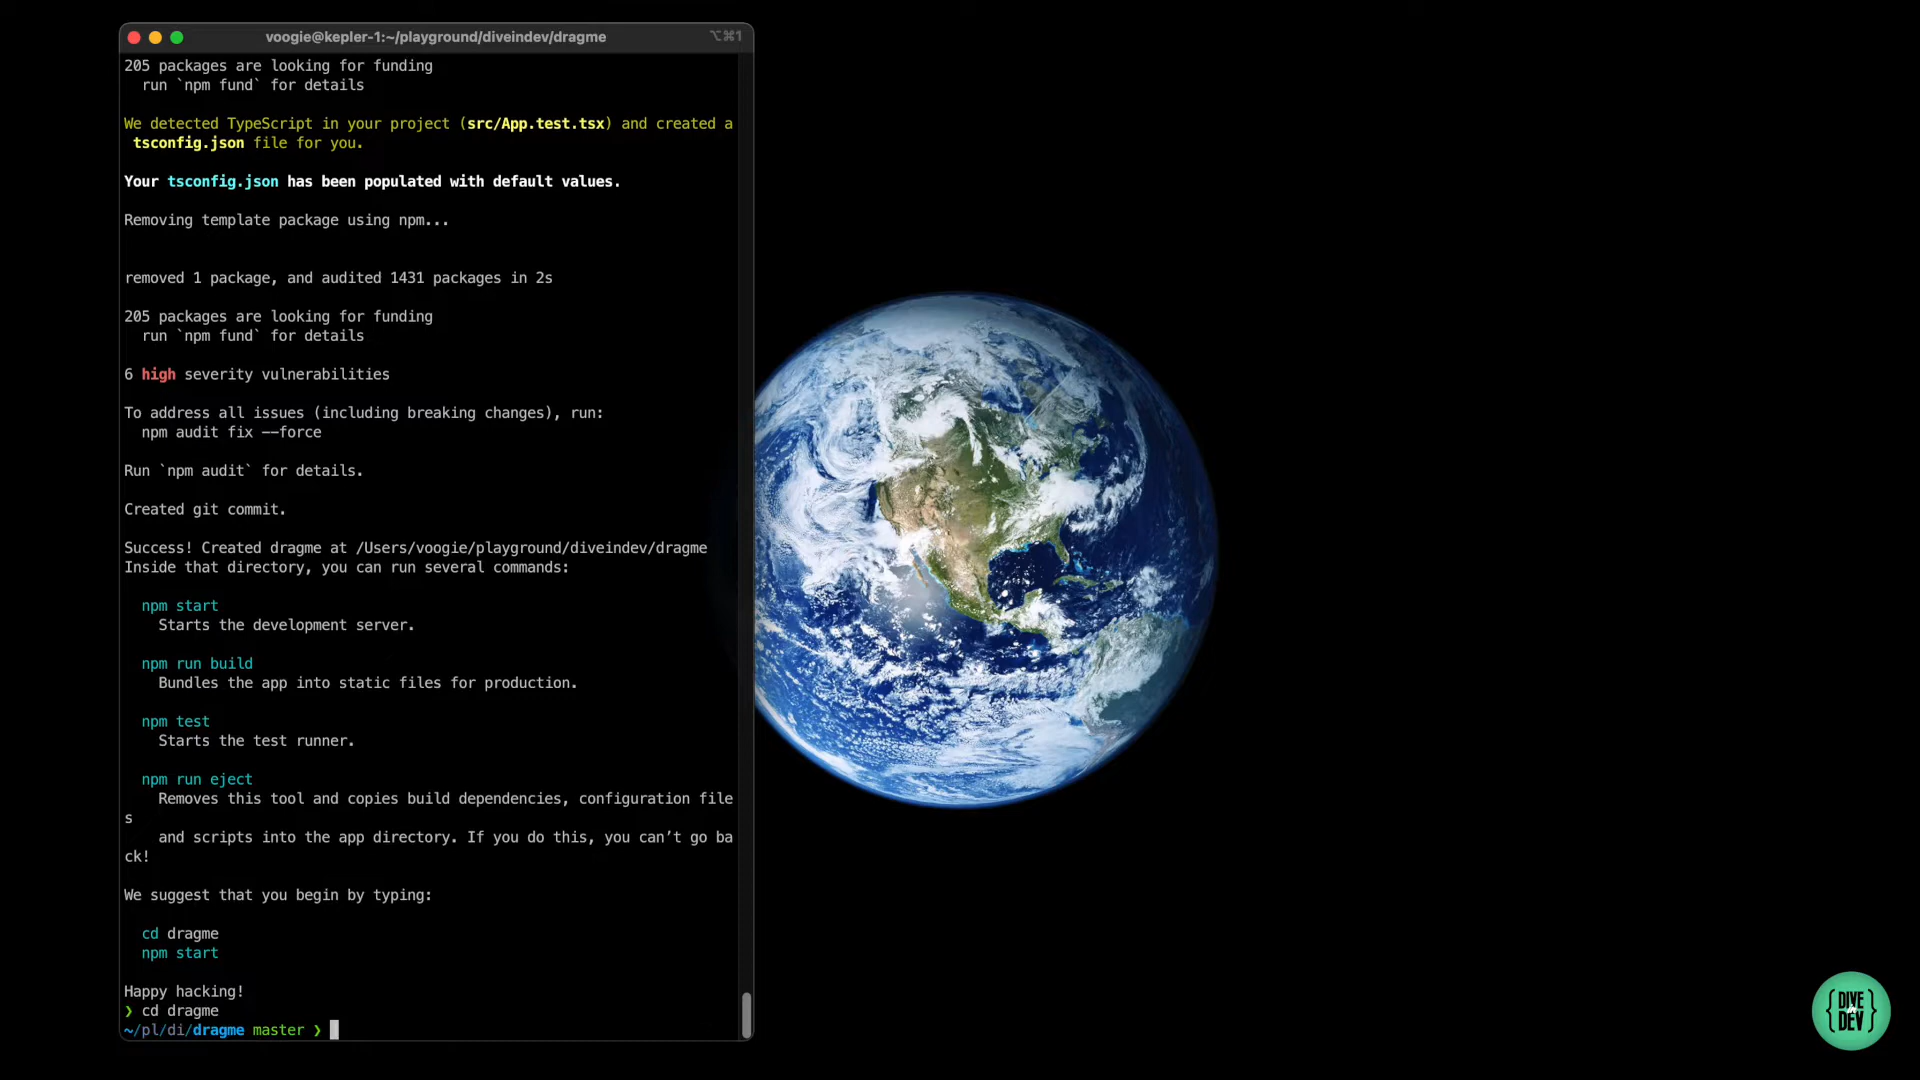 voogie@kepler-1:~/playground/diveindev/dragme
⌥⌘1
205 packages are looking for funding
run `npm fund` for details
We detected TypeScript in your project (src/App.test.tsx) and created a
tsconfig.json file for you.
Your tsconfig.json has been populated with default values.
Removing template package using npm...
removed 1 package, and audited 1431 packages in 2s
205 packages are looking for funding
run `npm fund` for details
6 high severity vulnerabilities
To address all issues (including breaking changes), run:
npm audit fix --force
Run `npm audit` for details.
Created git commit.
Success! Created dragme at /Users/voogie/playground/diveindev/dragme
Inside that directory, you can run several commands:
npm start
Starts the development server.
npm run build
Bundles the app into static files for production.
npm test
Starts the test runner.
npm run eject
Removes this tool and copies build dependencies, configuration file
s
and scripts into the app directory. If you do this, you can’t go ba
ck!
We suggest that you begin by typing:
cd dragme
npm start
Happy hacking!
❯ cd dragme
~/pl/di/dragme master ❯
{DIVE
in
DEV}